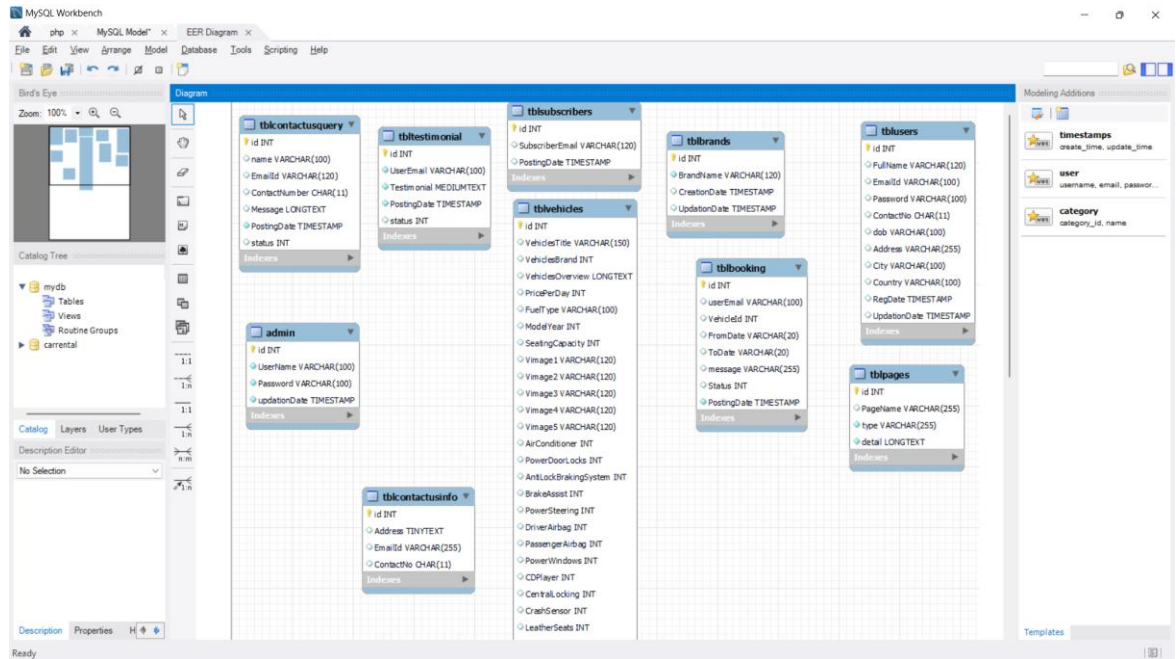 MySQL Workbench
php × MySQL Model* × EER Diagram ×
File Edit View Arrange Model Database Tools Scripting Help
Bird's Eye
Zoom: 100%
Catalog Tree
mydb
Tables
Views
Routine Groups
carrental
Catalog Layers User Types
Description Editor
No Selection
Description Properties H
Ready
Diagram
1:1
1:n
1:1
1:n
n:m
1:n
tblcontactusquery
id INT
name VARCHAR(100)
EmailId VARCHAR(120)
ContactNumber CHAR(11)
Message LONGTEXT
PostingDate TIMESTAMP
status INT
Indexes
tbltestimonial
id INT
UserEmail VARCHAR(100)
Testimonial MEDIUMTEXT
PostingDate TIMESTAMP
status INT
Indexes
tblsubscribers
id INT
SubscriberEmail VARCHAR(120)
PostingDate TIMESTAMP
Indexes
tblbrands
id INT
BrandName VARCHAR(120)
CreationDate TIMESTAMP
UpdationDate TIMESTAMP
Indexes
tblusers
id INT
FullName VARCHAR(120)
EmailId VARCHAR(100)
Password VARCHAR(100)
ContactNo CHAR(11)
dob VARCHAR(100)
Address VARCHAR(255)
City VARCHAR(100)
Country VARCHAR(100)
RegDate TIMESTAMP
UpdationDate TIMESTAMP
Indexes
tblvehicles
id INT
VehiclesTitle VARCHAR(150)
VehiclesBrand INT
VehiclesOverview LONGTEXT
PricePerDay INT
FuelType VARCHAR(100)
ModelYear INT
SeatingCapacity INT
Vimage1 VARCHAR(120)
Vimage2 VARCHAR(120)
Vimage3 VARCHAR(120)
Vimage4 VARCHAR(120)
Vimage5 VARCHAR(120)
AirConditioner INT
PowerDoorLocks INT
AntiLockBrakingSystem INT
BrakeAssist INT
PowerSteering INT
DriverAirbag INT
PassengerAirbag INT
PowerWindows INT
CDPlayer INT
CentralLocking INT
CrashSensor INT
LeatherSeats INT
tblbooking
id INT
userEmail VARCHAR(100)
VehicleId INT
FromDate VARCHAR(20)
ToDate VARCHAR(20)
message VARCHAR(255)
Status INT
PostingDate TIMESTAMP
Indexes
admin
id INT
UserName VARCHAR(100)
Password VARCHAR(100)
updationDate TIMESTAMP
Indexes
tblpages
id INT
PageName VARCHAR(255)
type VARCHAR(255)
detail LONGTEXT
Indexes
tblcontactusinfo
id INT
Address TINYTEXT
EmailId VARCHAR(255)
ContactNo CHAR(11)
Indexes
Modeling Additions
timestamps
create_time, update_time
user
username, email, passwor...
category
category_id, name
Templates